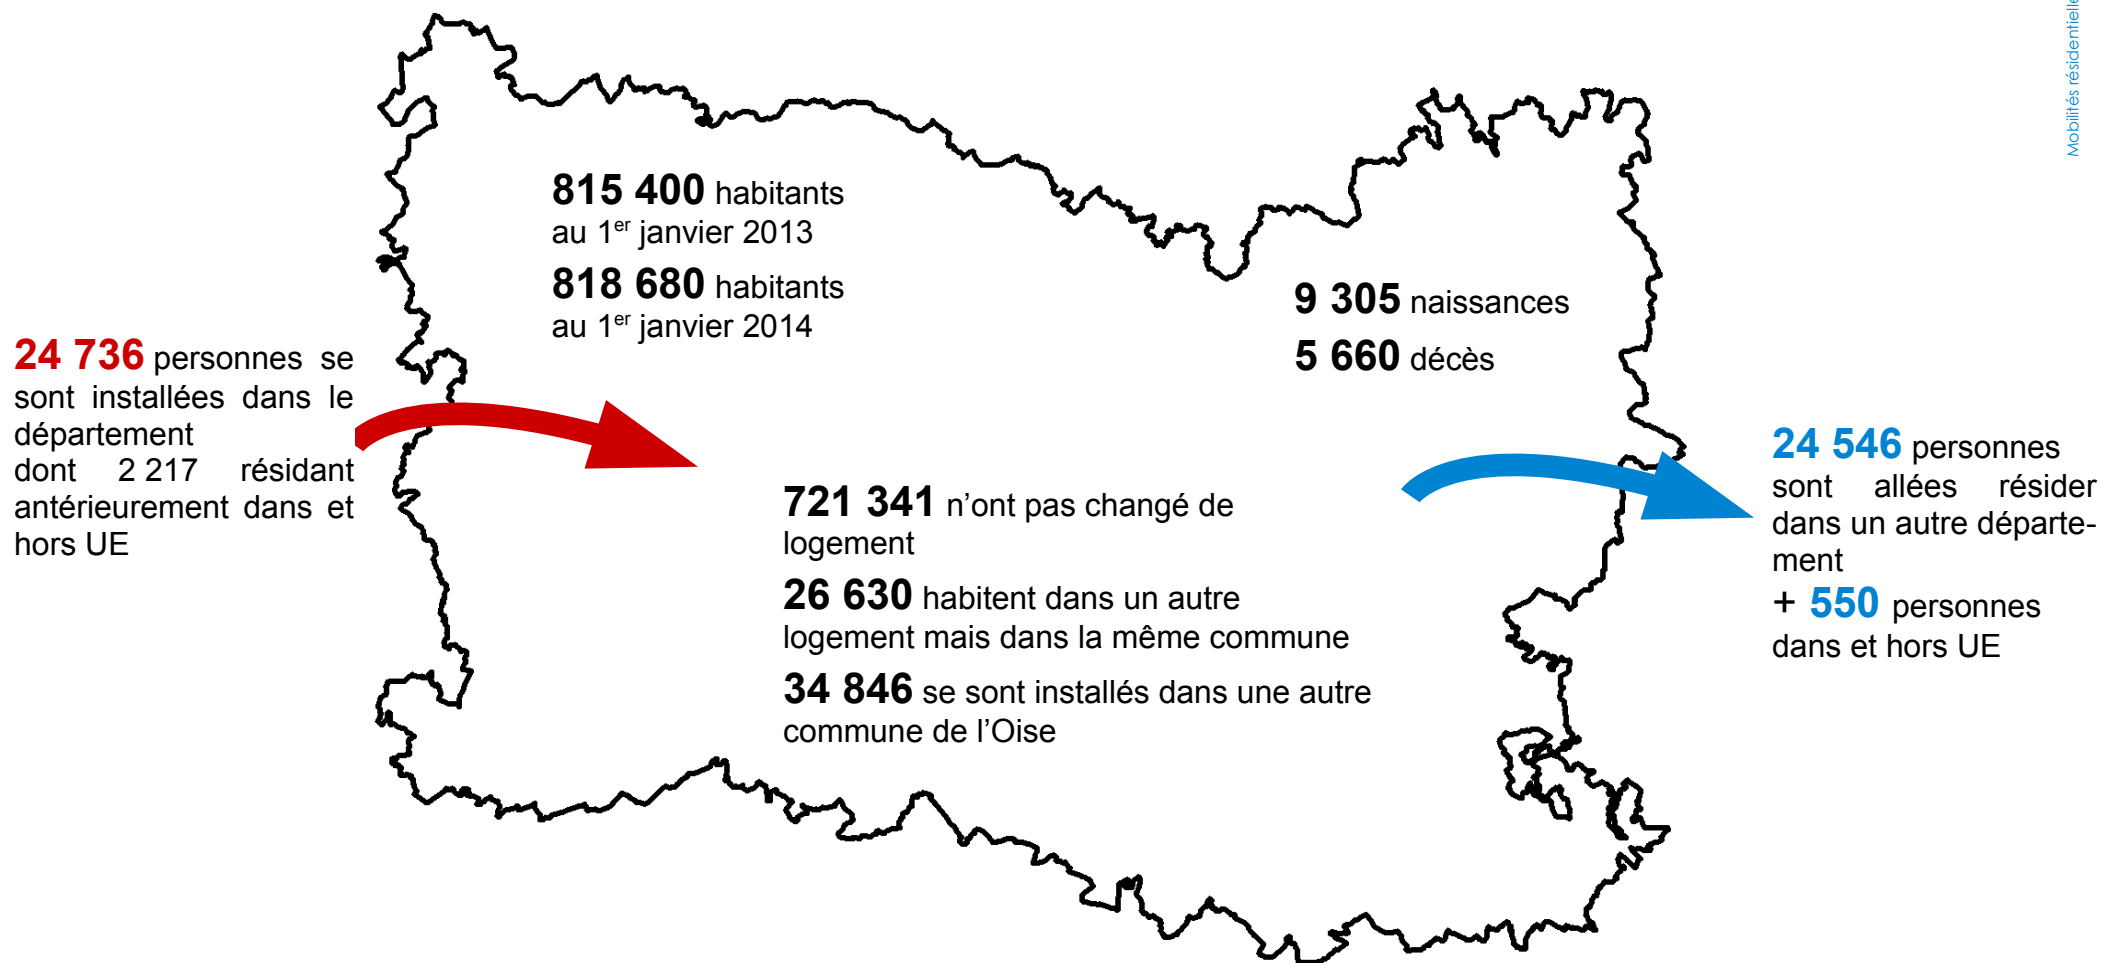 Mobilités résidentielle
815 400 habitants
au 1er janvier 2013
818 680 habitants
au 1er janvier 2014
9 305 naissances
5 660 décès
24 736 personnes se
sont installées dans le
département
dont 2 217 résidant
antérieurement dans et
hors UE
721 341 n’ont pas changé de
logement
26 630 habitent dans un autre
logement mais dans la même commune
34 846 se sont installés dans une autre
commune de l’Oise
24 546 personnes
sont allées résider
dans un autre départe-
ment
+ 550 personnes
dans et hors UE